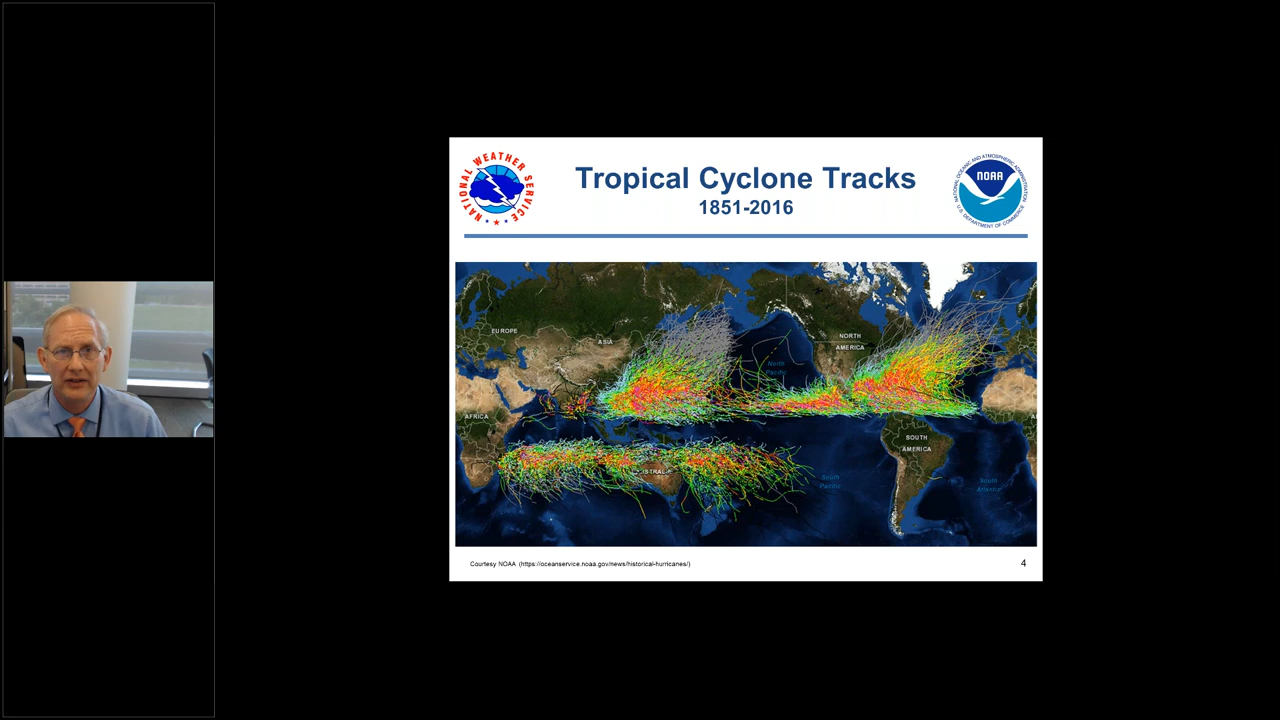 NATIONAL WEATHER SERVICE
Tropical Cyclone Tracks
1851-2016
NATIONAL OCEANIC AND ATMOSPHERIC ADMINISTRATION
NOAA
U.S. DEPARTMENT OF COMMERCE
EUROPE
ASIA
NORTH
AMERICA
North
Pacific
AFRICA
SOUTH
AMERICA
ISTRAL
South
Pacific
South
Atlantic
Courtesy NOAA (https://oceanservice.noaa.gov/news/historical-hurricanes/)
4